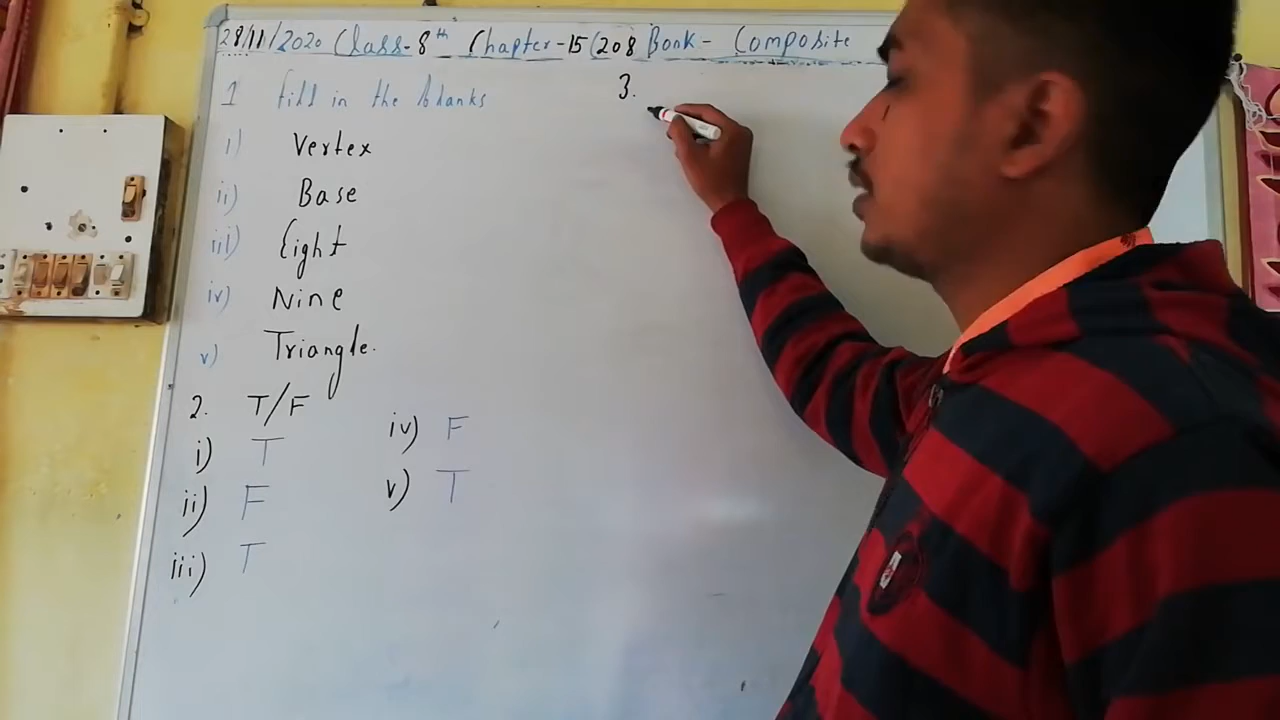 28/11/2020 Class-8th Chapter-15(208 Book- Composite
1 Fill in the blanks
i) Vertex
ii) Base
iii) Eight
iv) Nine
v) Triangle.
2. T/F
i) T
ii) F
iii) T
iv) F
v) T
3.